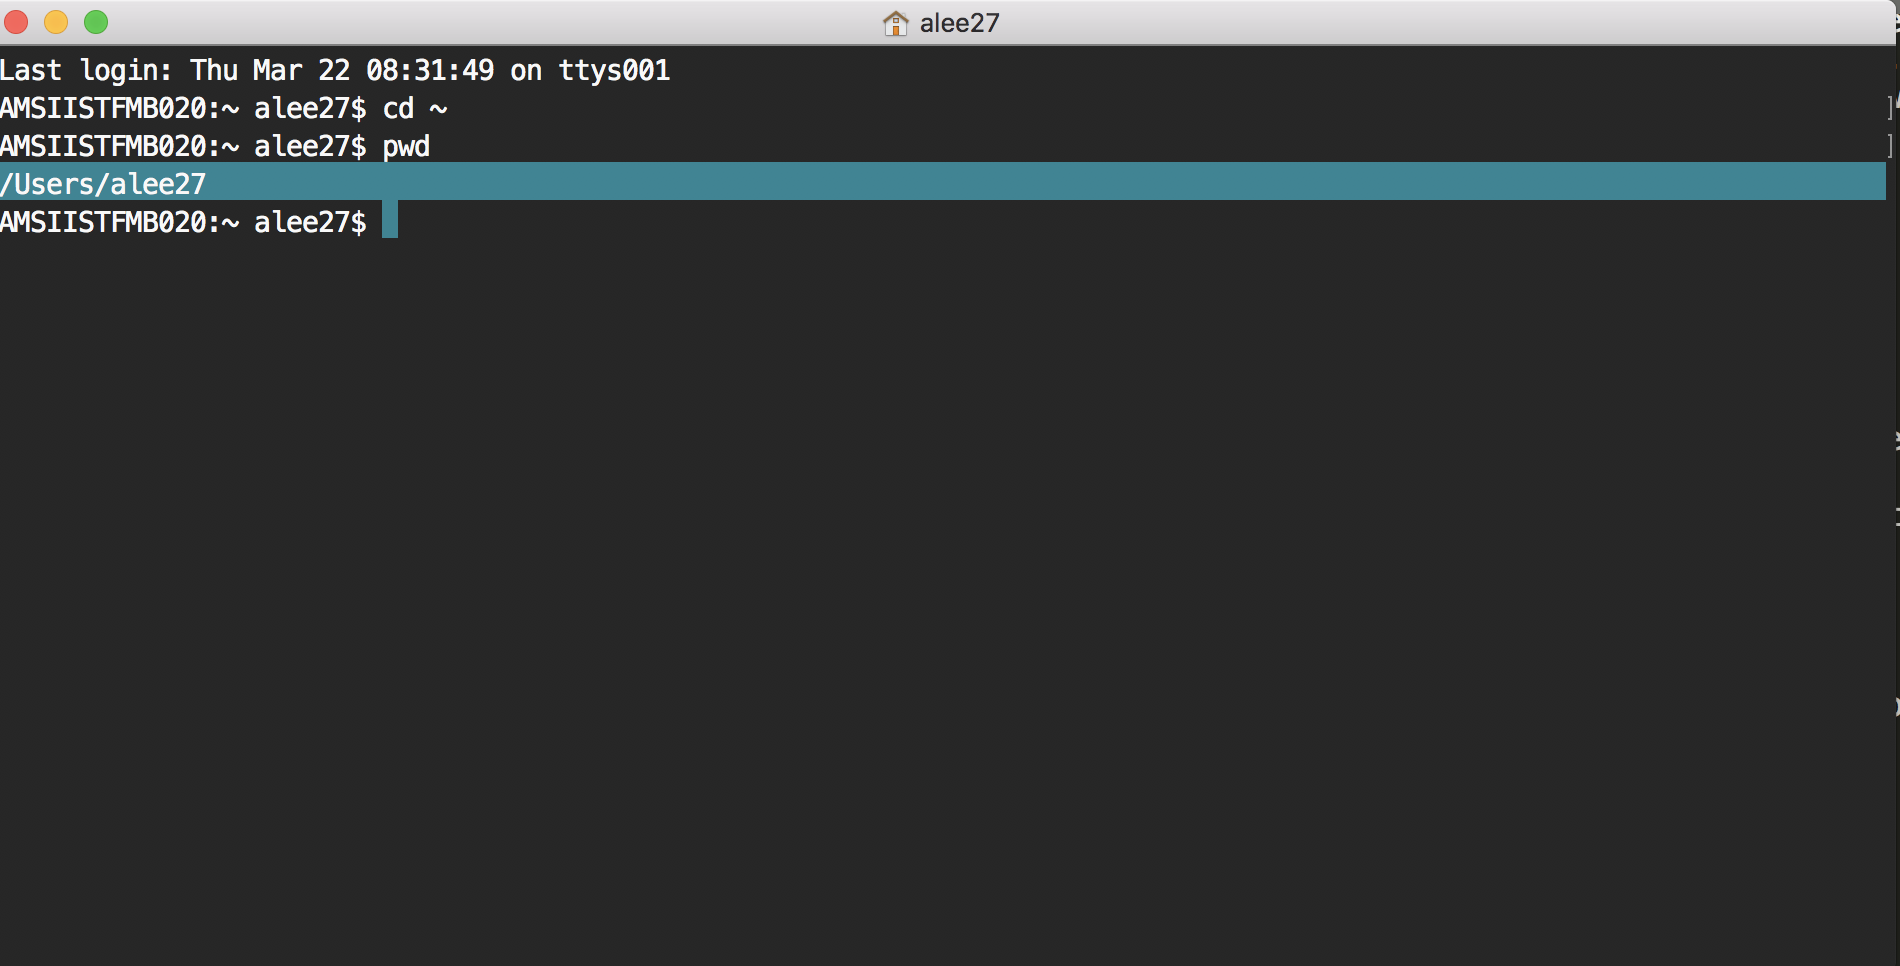 alee27
Last login: Thu Mar 22 08:31:49 on ttys001
AMSIISTFMB020:~ alee27$ cd ~
AMSIISTFMB020:~ alee27$ pwd
/Users/alee27
AMSIISTFMB020:~ alee27$